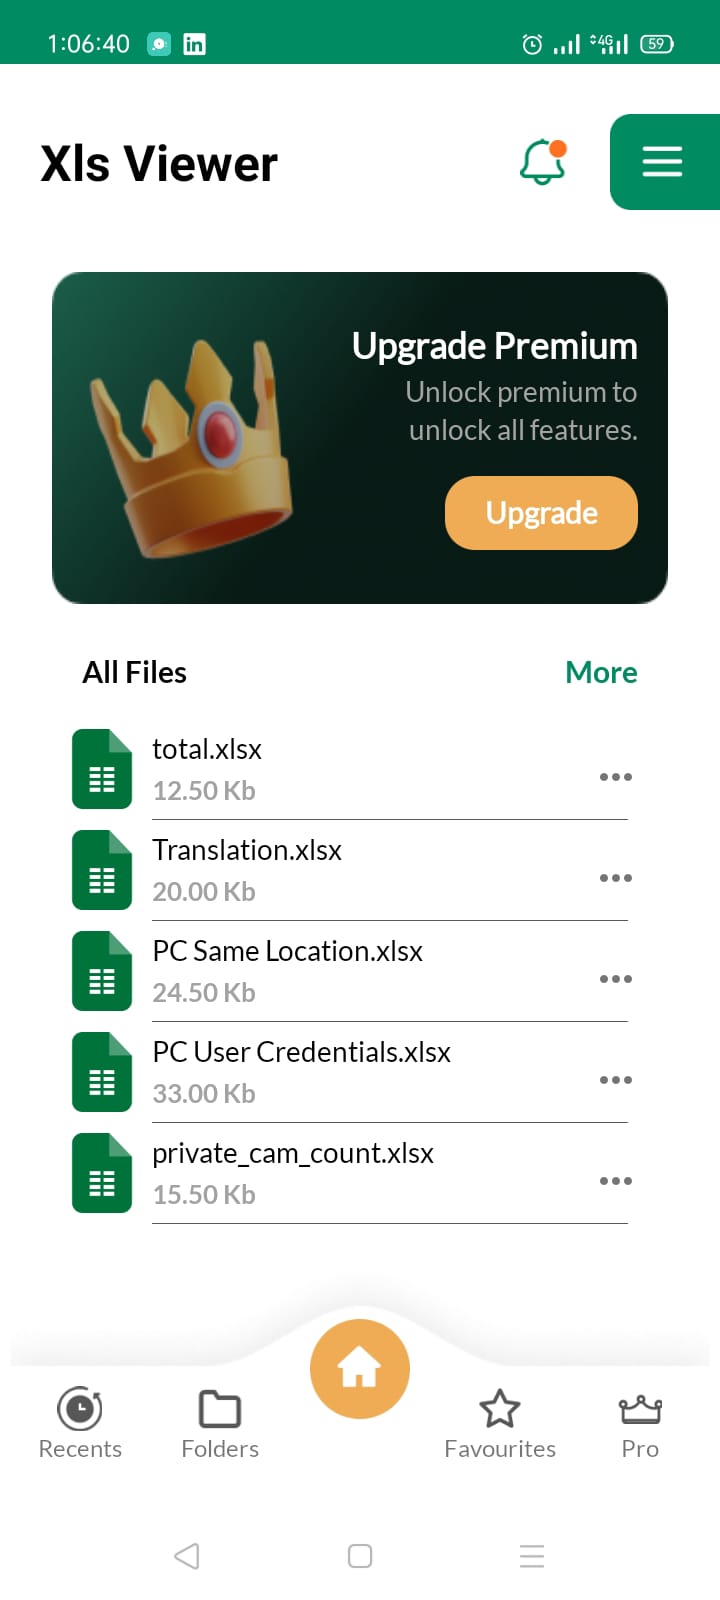 1:06:40
in
4G
59
Xls Viewer
Upgrade Premium
Unlock premium to
unlock all features.
Upgrade
All Files
More
total.xlsx
12.50 Kb
Translation.xlsx
20.00 Kb
PC Same Location.xlsx
24.50 Kb
PC User Credentials.xlsx
33.00 Kb
private_cam_count.xlsx
15.50 Kb
Recents
Folders
Favourites
Pro